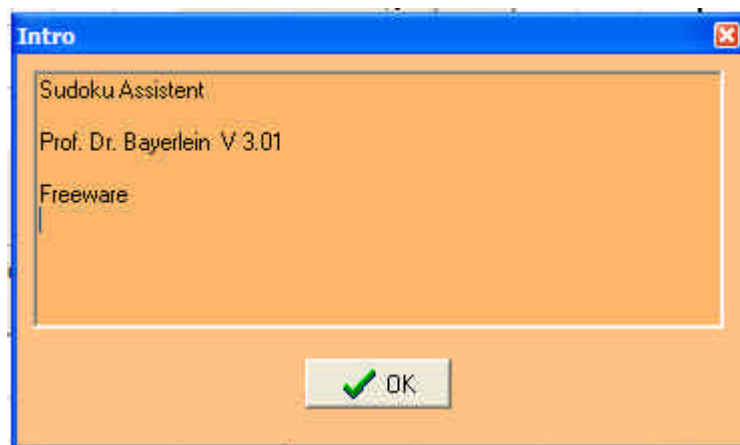 Intro
Sudoku Assistent
Prof. Dr. Bayerlein V 3.01
Freeware
OK